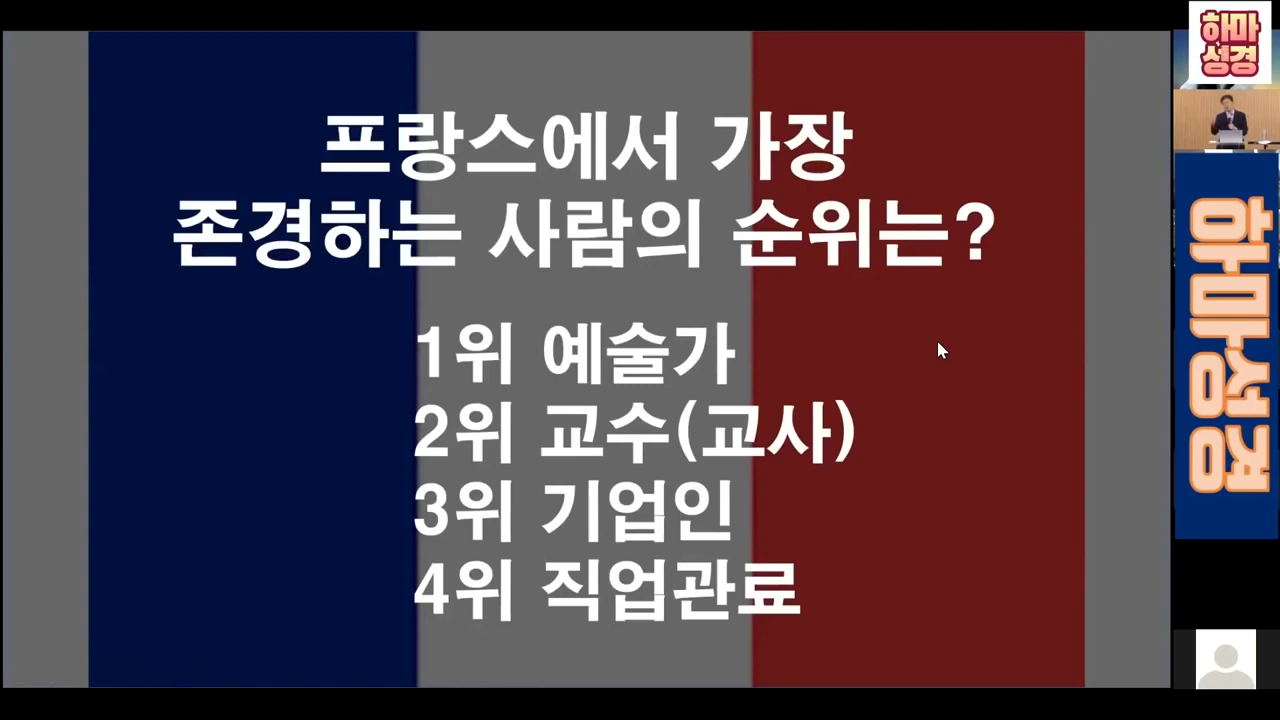 프랑스에서 가장
존경하는 사람의 순위는?
1위 예술가
2위 교수(교사)
3위 기업인
4위 직업관료
하마
성경
하마성경